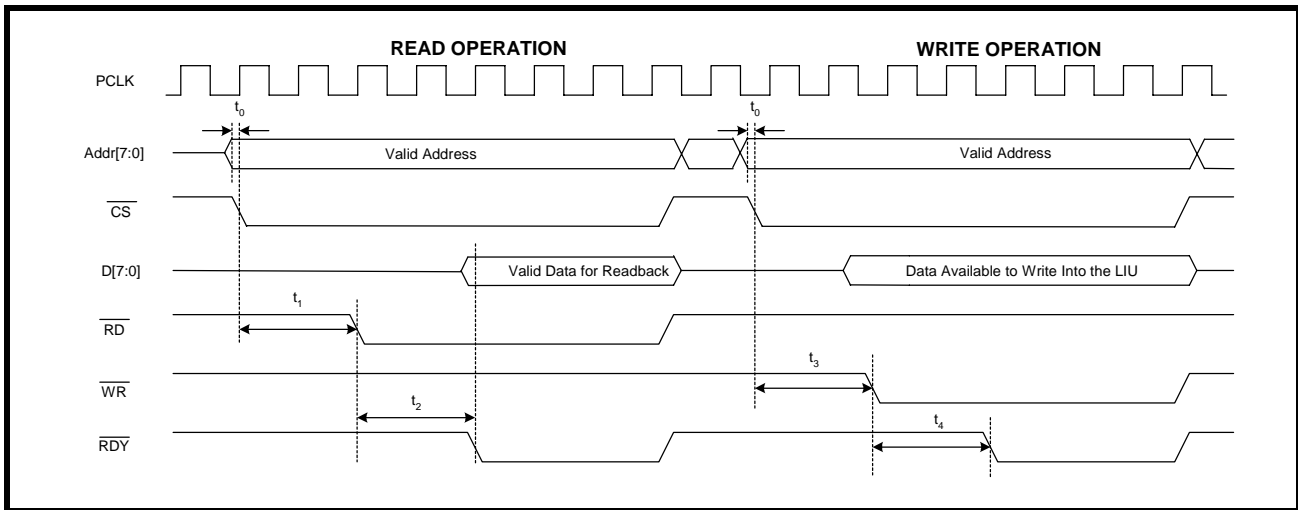 READ OPERATION WRITE OPERATION
PCLK
t0 t0
Addr[7:0] Valid Address Valid Address
CS
D[7:0] Valid Data for Readback Data Available to Write Into the LIU
t1
RD
t3
WR
t2 t4
RDY